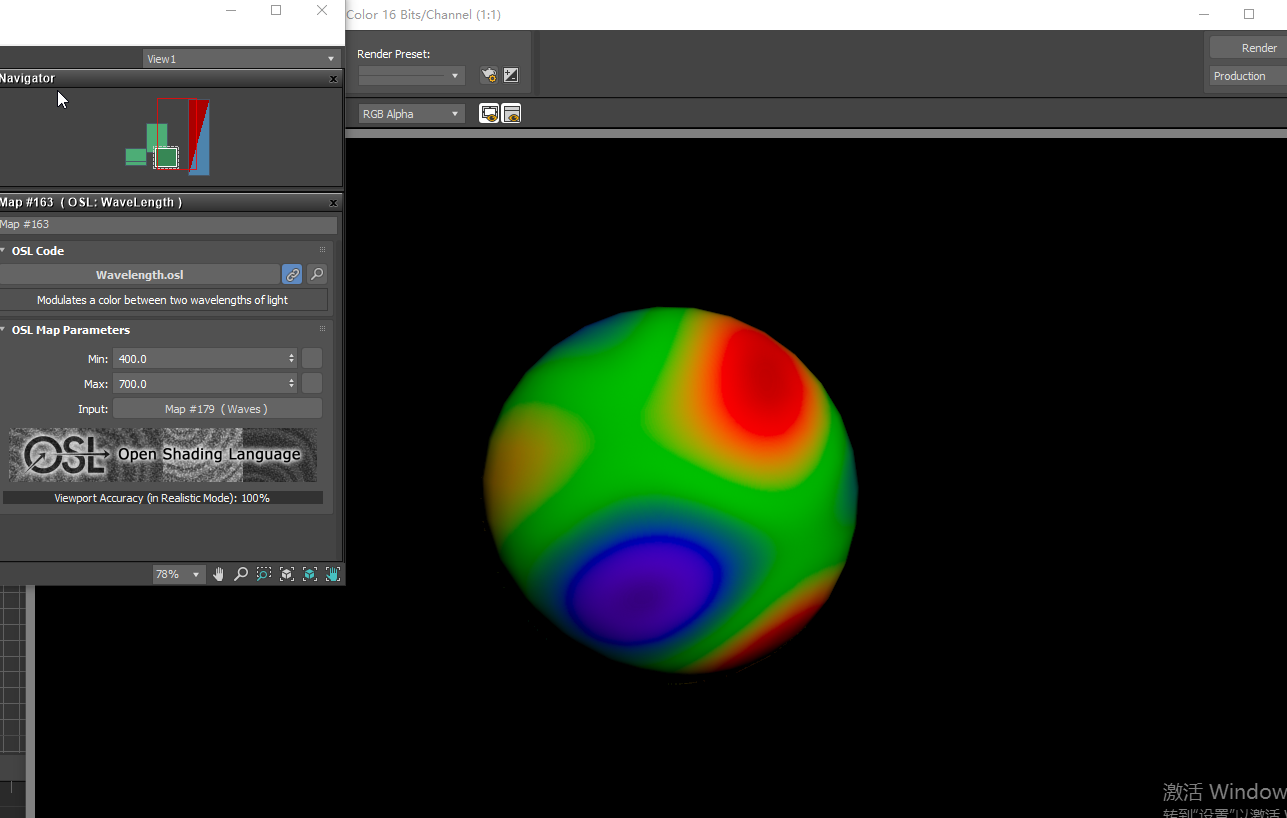 Color 16 Bits/Channel (1:1)
View1
Navigator
Render Preset:
Render
Production
RGB Alpha
Map #163 ( OSL: WaveLength )
Map #163
OSL Code
Wavelength.osl
Modulates a color between two wavelengths of light
OSL Map Parameters
Min: 400.0
Max: 700.0
Input: Map #179 ( Waves )
OSL Open Shading Language
Viewport Accuracy (in Realistic Mode): 100%
78%
激活 Window
转到"设置"以激活